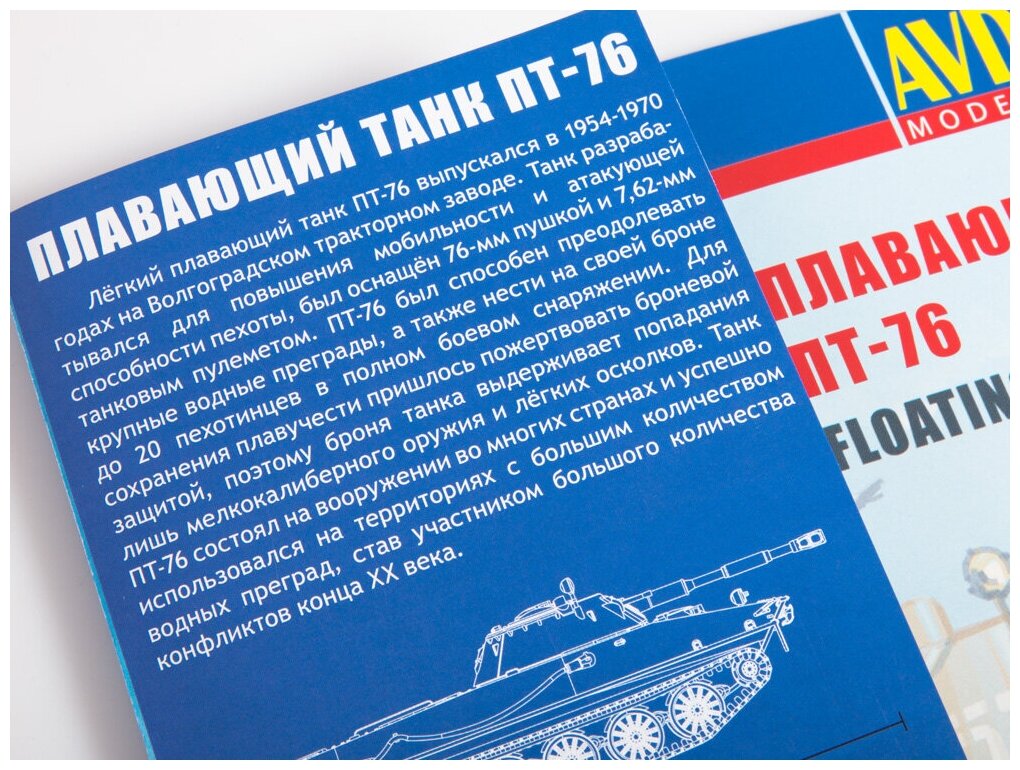 ПЛАВАЮЩИЙ ТАНК ПТ-76
Лёгкий плавающий танк ПТ-76 выпускался в 1954-1970
годах на Волгоградском тракторном заводе. Танк разраба-
тывался для повышения мобильности и атакующей
способности пехоты, был оснащён 76-мм пушкой и 7,62-мм
танковым пулеметом. ПТ-76 был способен преодолевать
крупные водные преграды, а также нести на своей броне
до 20 пехотинцев в полном боевом снаряжении. Для
сохранения плавучести пришлось пожертвовать броневой
защитой, поэтому броня танка выдерживает попадания
лишь мелкокалиберного оружия и лёгких осколков. Танк
ПТ-76 состоял на вооружении во многих странах и успешно
использовался на территориях с большим количеством
водных преград, став участником большого количества
конфликтов конца XX века.
AVD
MODE
ПЛАВАЮ
ПТ-76
FLOATIN